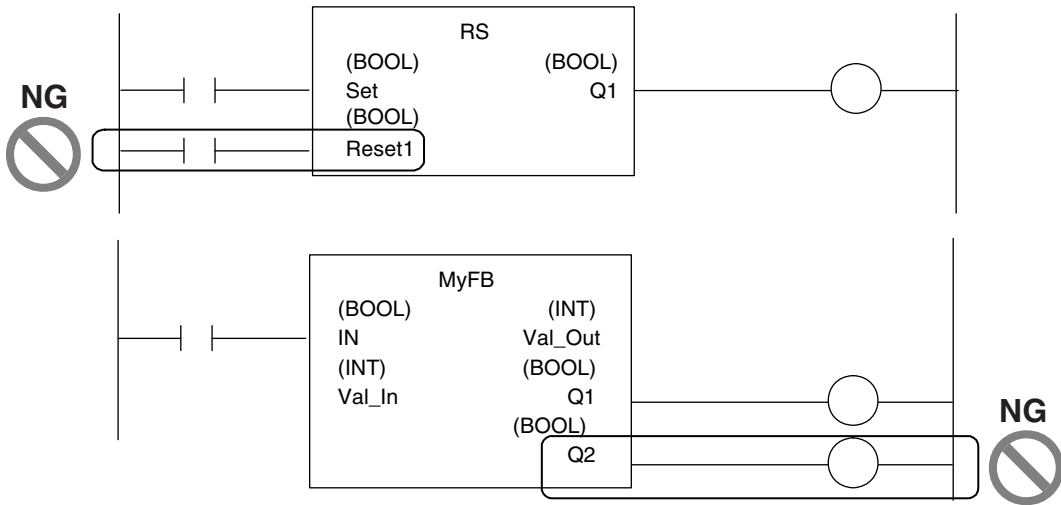 RS
(BOOL) (BOOL)
Set Q1
(BOOL)
Reset1
NG
MyFB
(BOOL) (INT)
IN Val_Out
(INT) (BOOL)
Val_In Q1
(BOOL)
Q2
NG